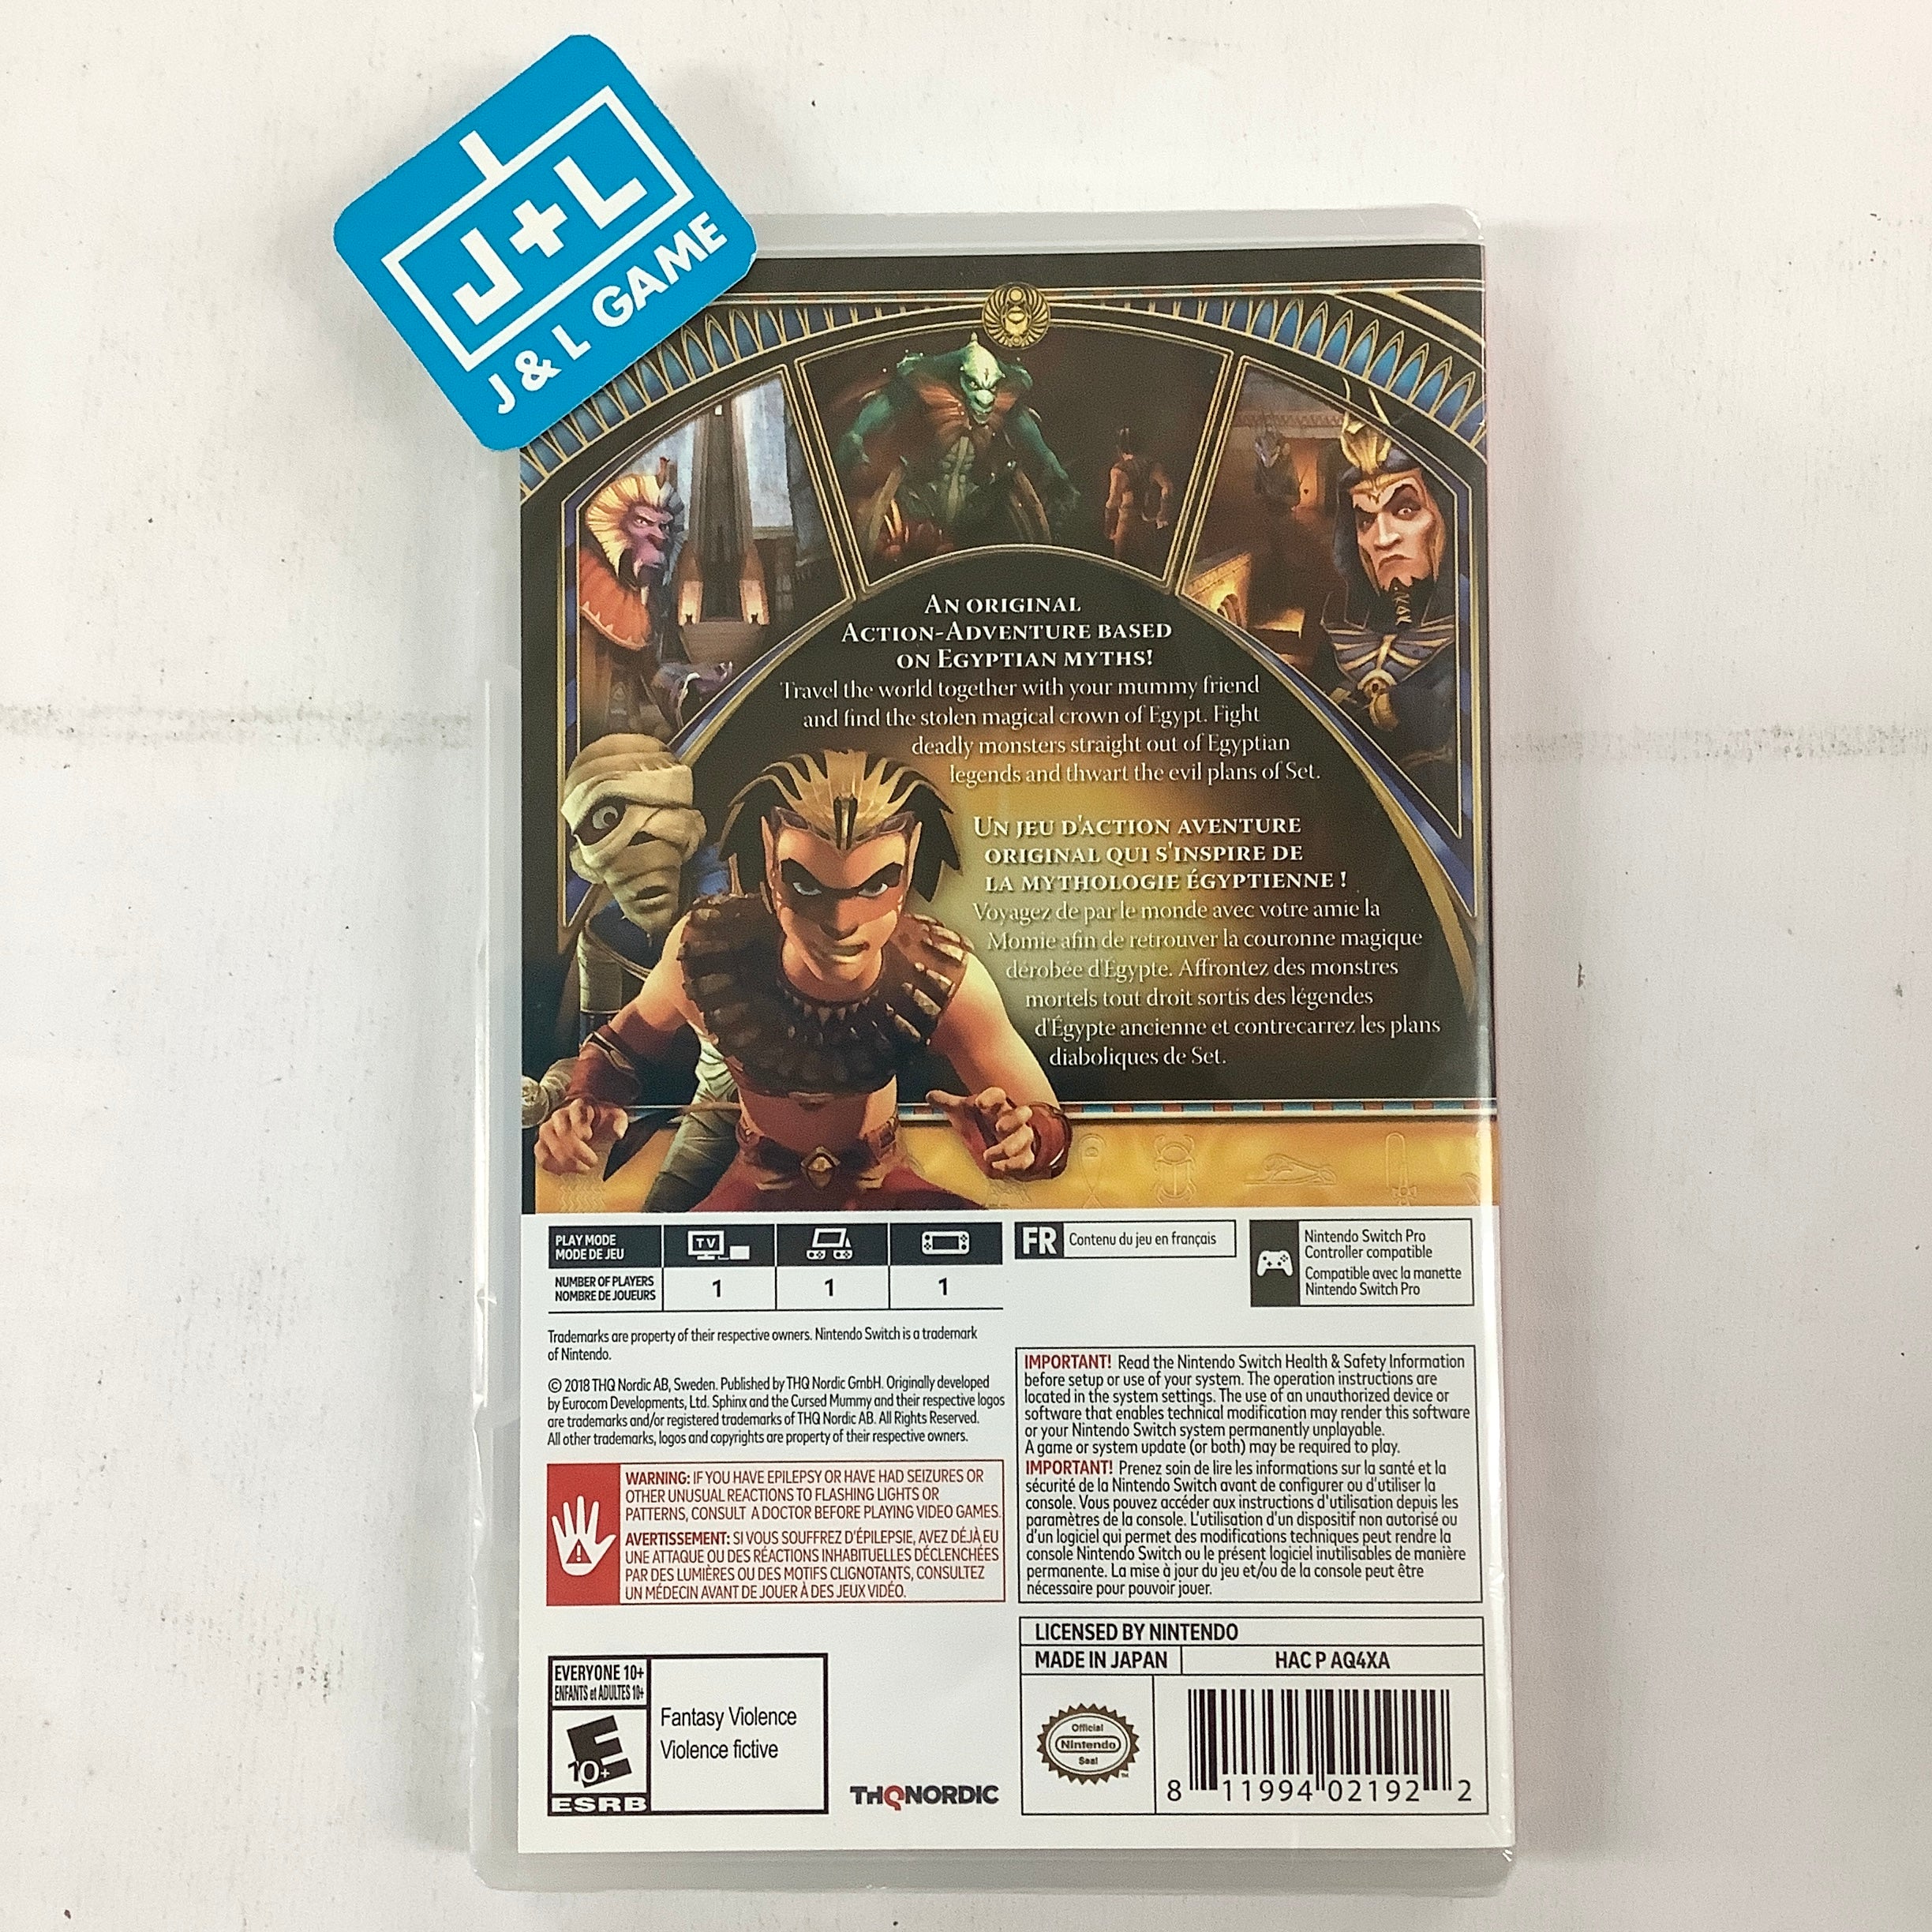 J+L
J & L GAME
AN ORIGINAL
ACTION-ADVENTURE BASED
ON EGYPTIAN MYTHS!
Travel the world together with your mummy friend
and find the stolen magical crown of Egypt. Fight
deadly monsters straight out of Egyptian
legends and thwart the evil plans of Set.
UN JEU D'ACTION AVENTURE
ORIGINAL QUI S'INSPIRE DE
LA MYTHOLOGIE ÉGYPTIENNE !
Voyagez de par le monde avec votre amie la
Momie afin de retrouver la couronne magique
dérobée d'Égypte. Affrontez des monstres
mortels tout droit sortis des légendes
d'Égypte ancienne et contrecarrez les plans
diaboliques de Set.
PLAY MODE
MODE DE JEU
TV
NUMBER OF PLAYERS
NOMBRE DE JOUEURS
1 1 1
FR Contenu du jeu en français
Nintendo Switch Pro
Controller compatible
Compatible avec la manette
Nintendo Switch Pro
Trademarks are property of their respective owners. Nintendo Switch is a trademark
of Nintendo.
© 2018 THQ Nordic AB, Sweden. Published by THQ Nordic GmbH. Originally developed
by Eurocom Developments, Ltd. Sphinx and the Cursed Mummy and their respective logos
are trademarks and/or registered trademarks of THQ Nordic AB. All Rights Reserved.
All other trademarks, logos and copyrights are property of their respective owners.
WARNING: IF YOU HAVE EPILEPSY OR HAVE HAD SEIZURES OR
OTHER UNUSUAL REACTIONS TO FLASHING LIGHTS OR
PATTERNS, CONSULT A DOCTOR BEFORE PLAYING VIDEO GAMES.
AVERTISSEMENT: SI VOUS SOUFFREZ D'ÉPILEPSIE, AVEZ DÉJÀ EU
UNE ATTAQUE OU DES RÉACTIONS INHABITUELLES DÉCLENCHÉES
PAR DES LUMIÈRES OU DES MOTIFS CLIGNOTANTS, CONSULTEZ
UN MÉDECIN AVANT DE JOUER À DES JEUX VIDÉO.
IMPORTANT! Read the Nintendo Switch Health & Safety Information
before setup or use of your system. The operation instructions are
located in the system settings. The use of an unauthorized device or
software that enables technical modification may render this software
or your Nintendo Switch system permanently unplayable.
A game or system update (or both) may be required to play.
IMPORTANT! Prenez soin de lire les informations sur la santé et la
sécurité de la Nintendo Switch avant de configurer ou d'utiliser la
console. Vous pouvez accéder aux instructions d'utilisation depuis les
paramètres de la console. L'utilisation d'un dispositif non autorisé ou
d'un logiciel qui permet des modifications techniques peut rendre la
console Nintendo Switch ou le présent logiciel inutilisables de manière
permanente. La mise à jour du jeu et/ou de la console peut être
nécessaire pour pouvoir jouer.
EVERYONE 10+
ENFANTS et ADULTES 10+
E
10+
ESRB
Fantasy Violence
Violence fictive
THQNORDIC
LICENSED BY NINTENDO
MADE IN JAPAN HAC P AQ4XA
Official
Nintendo
Seal
TM
8 11994 02192 2